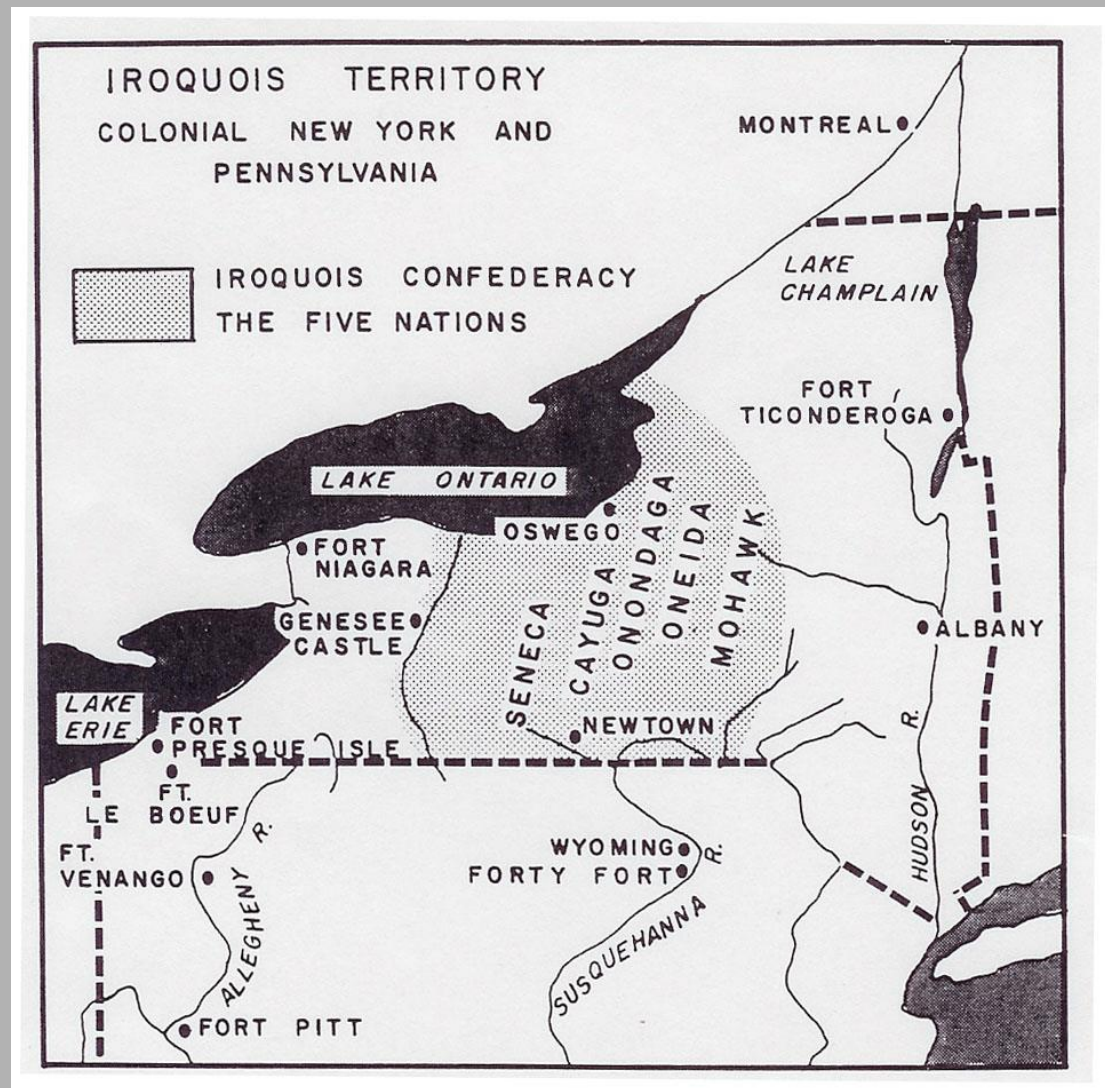 IROQUOIS TERRITORY
COLONIAL NEW YORK AND
PENNSYLVANIA
MONTREAL
IROQUOIS CONFEDERACY
THE FIVE NATIONS
LAKE
CHAMPLAIN
FORT
TICONDEROGA
LAKE ONTARIO
OSWEGO
FORT
NIAGARA
GENESEE
CASTLE
SENECA
CAYUGA
ONONDAGA
ONEIDA
MOHAWK
ALBANY
LAKE
ERIE
FORT
PRESQUE ISLE
NEWTOWN
FT.
LE BOEUF
HUDSON R.
FT.
VENANGO
ALLEGHENY R.
WYOMING
FORTY FORT
SUSQUEHANNA R.
FORT PITT